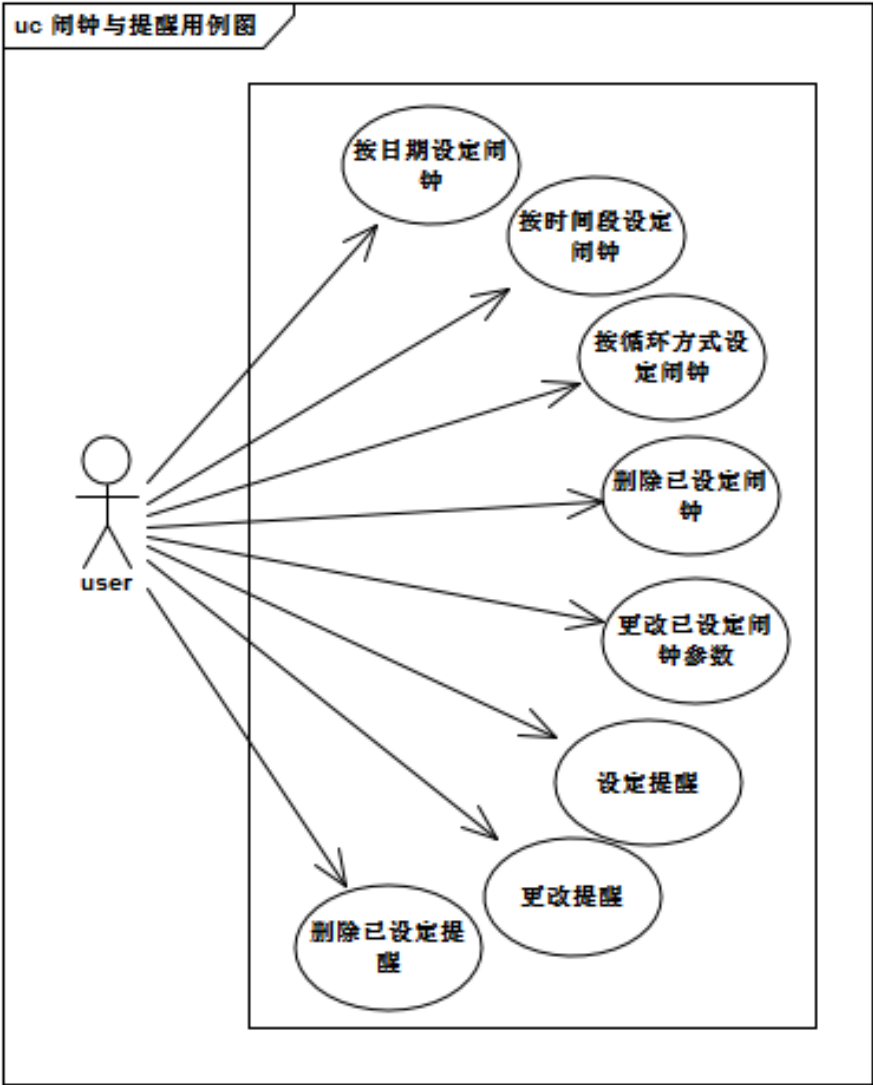 uc 闹钟与提醒用例图
按日期设定闹
钟
按时间段设定
闹钟
按循环方式设
定闹钟
删除已设定闹
钟
user
更改已设定闹
钟参数
设定提醒
更改提醒
删除已设定提
醒